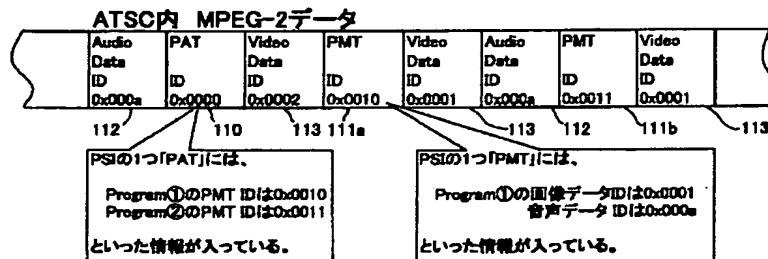 ATSC内 MPEG-2データ
Audio Data ID 0x000a
PAT ID 0x0000
Video Data ID 0x0002
PMT ID 0x0010
Video Data ID 0x0001
Audio Data ID 0x000a
PMT ID 0x0011
Video Data ID 0x0001
112 110 113 111a 113 112 111b 113
PSIの1つ「PAT」には、
Program①のPMT IDは0x0010
Program②のPMT IDは0x0011
といった情報が入っている。
PSIの1つ「PMT」には、
Program①の画像データIDは0x0001
音声データ IDは0x000a
といった情報が入っている。